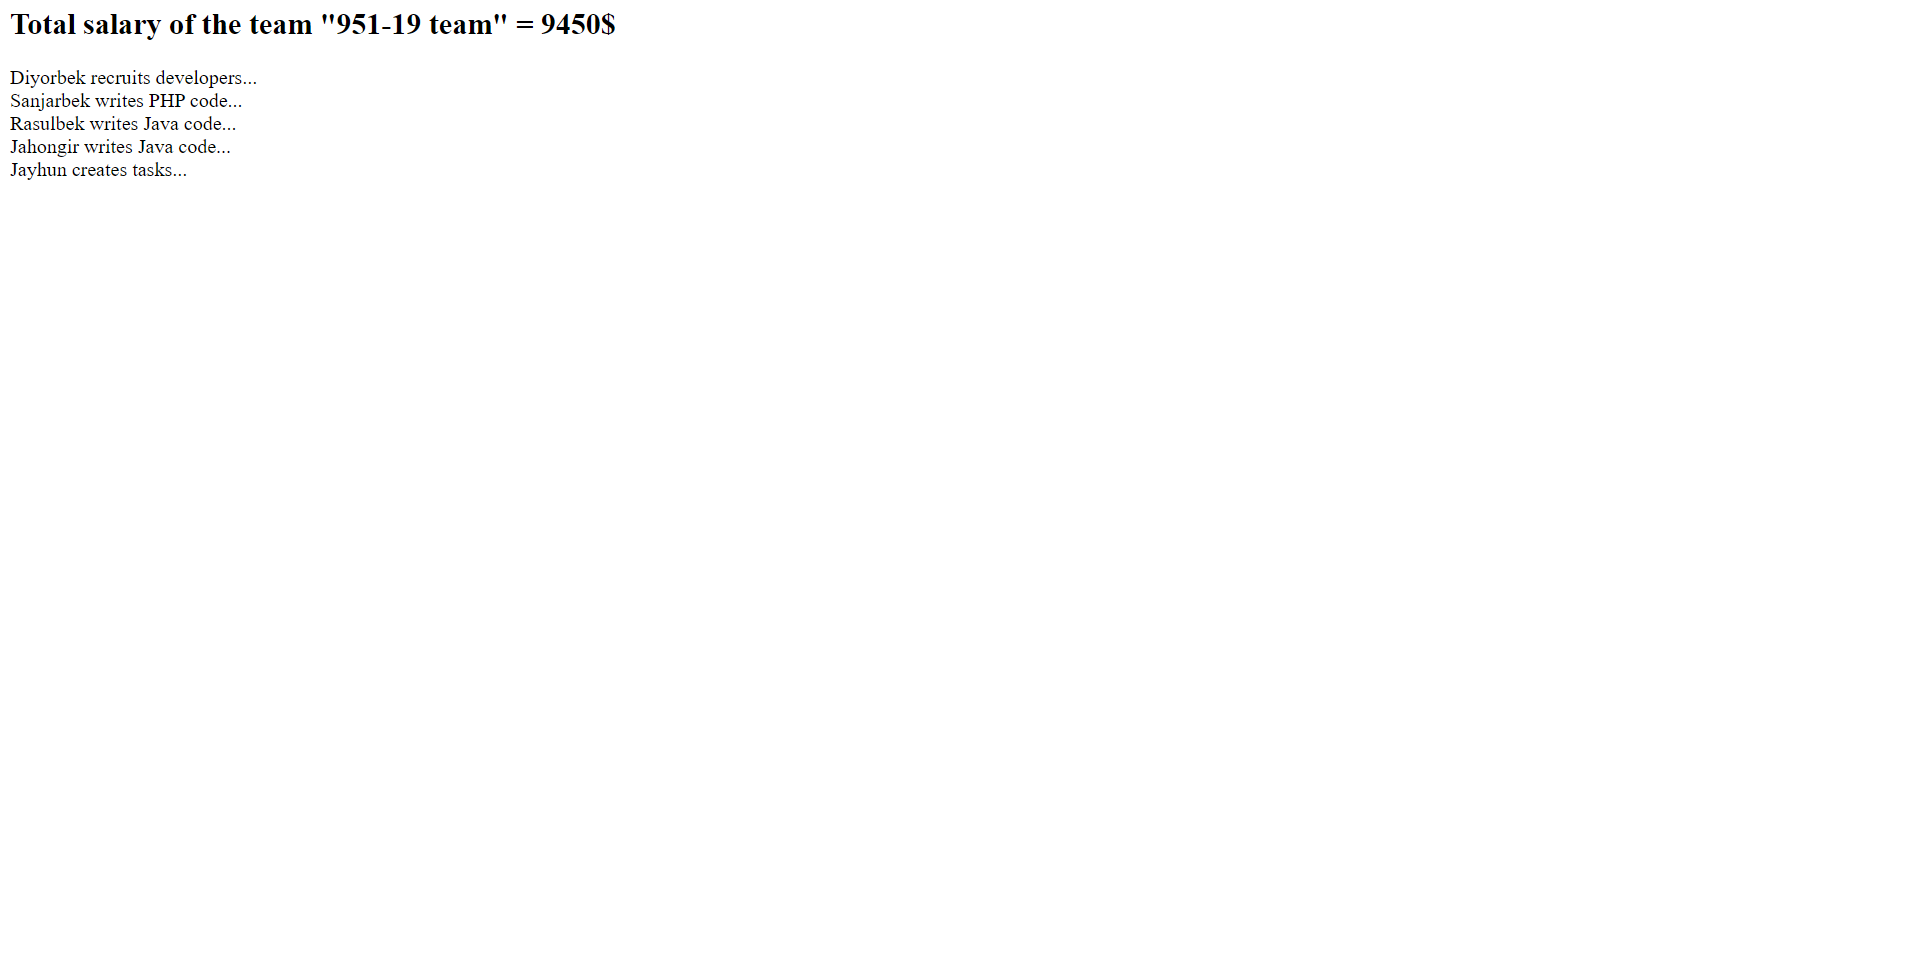 Total salary of the team "951-19 team" = 9450$
Diyorbek recruits developers...
Sanjarbek writes PHP code...
Rasulbek writes Java code...
Jahongir writes Java code...
Jayhun creates tasks...